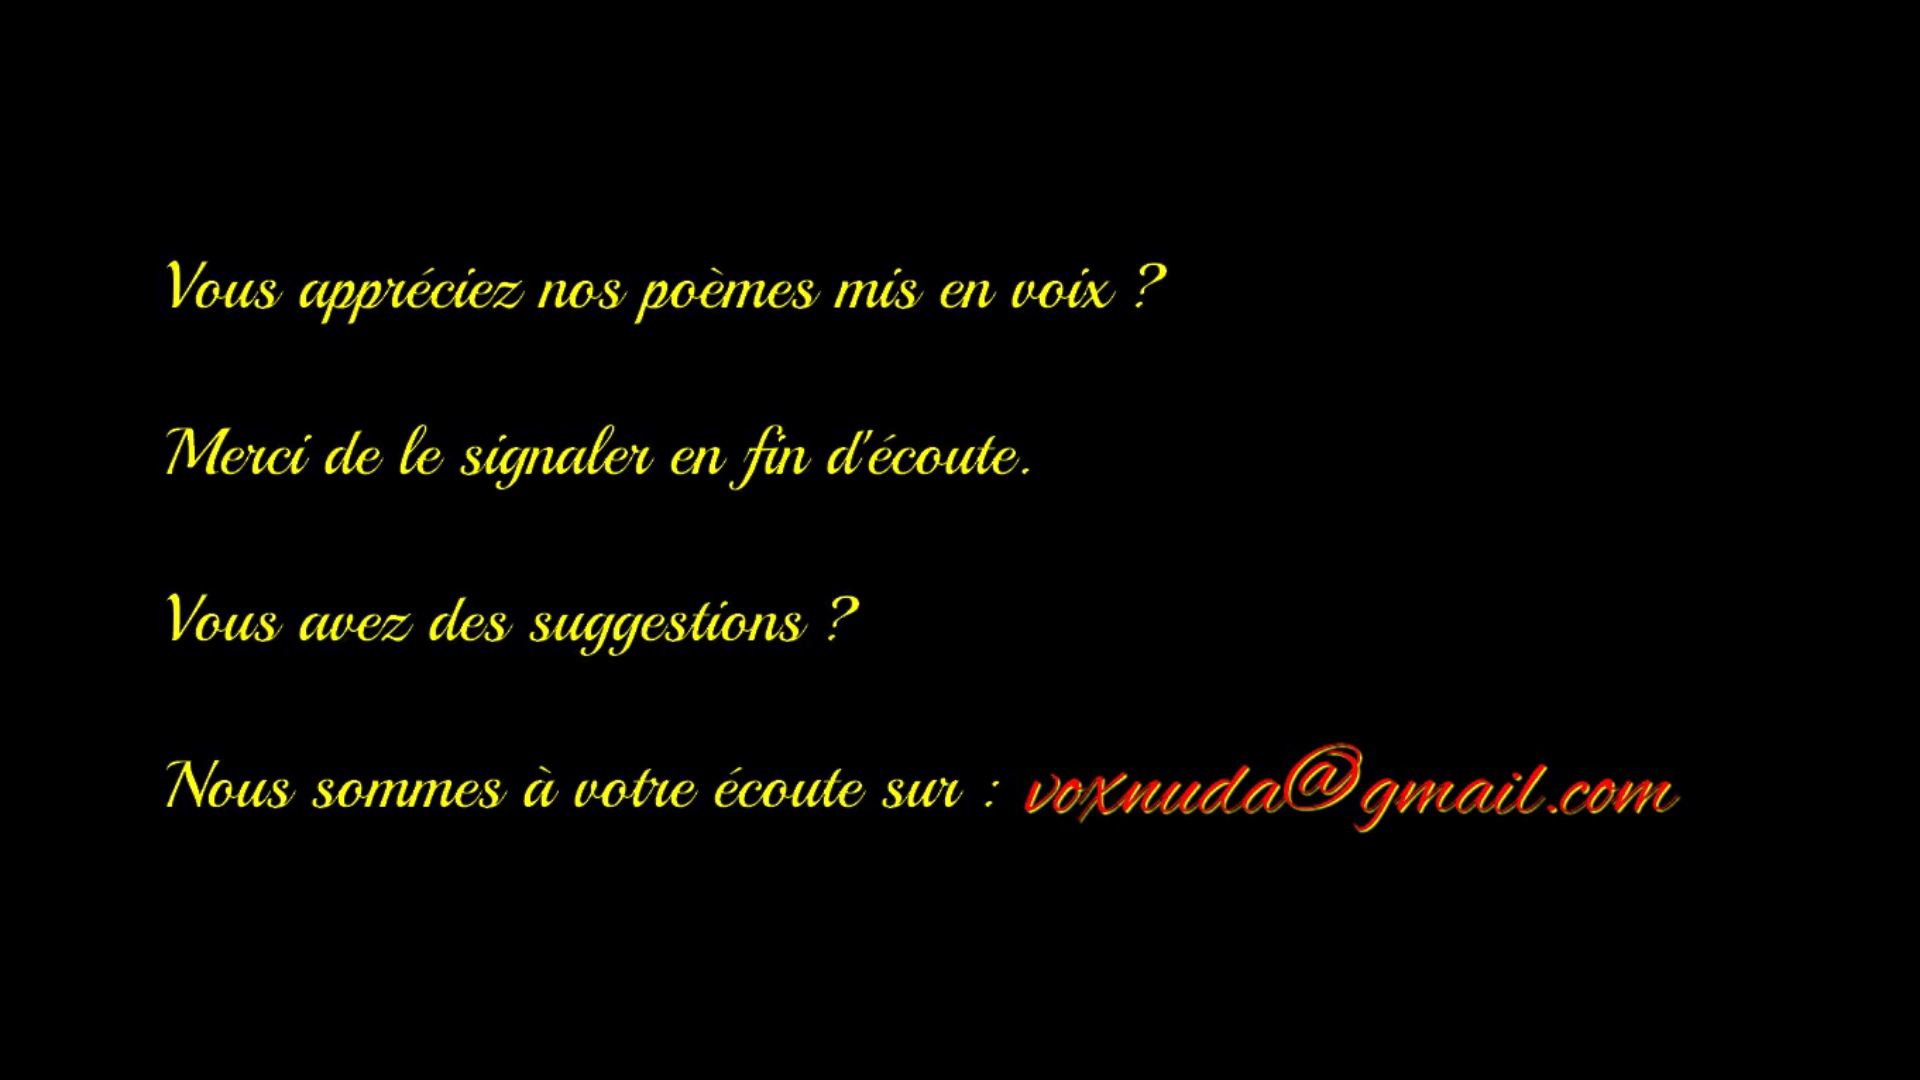 Vous appréciez nos poèmes mis en voix ?
Merci de le signaler en fin d'écoute.
Vous avez des suggestions ?
Nous sommes à votre écoute sur : voxnuda@gmail.com